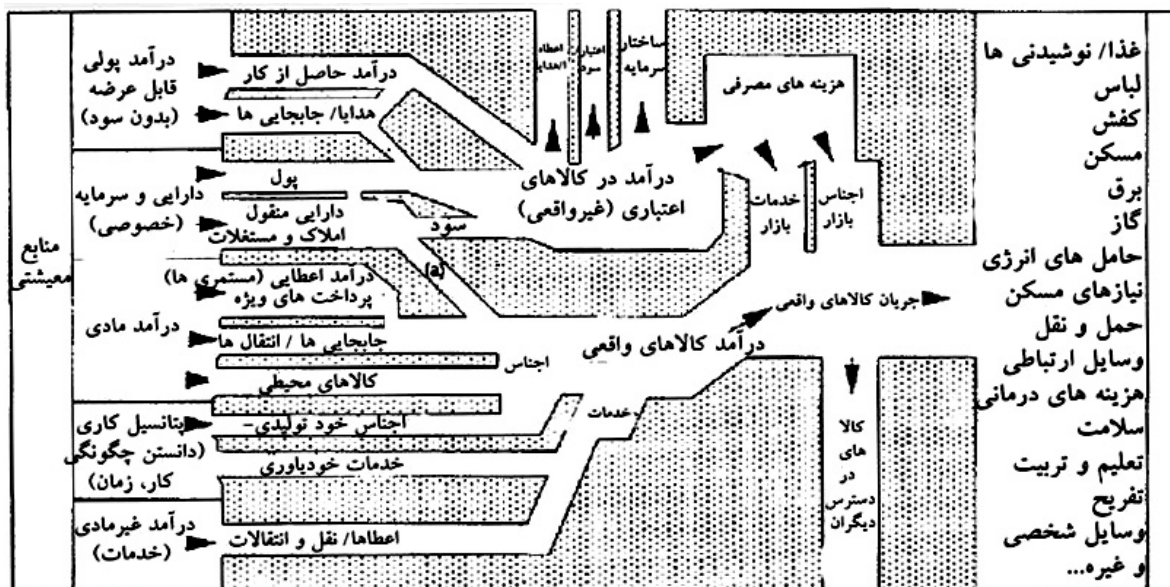 منابع
معیشتی
درآمد پولی
قابل عرضه
(بدون سود)
دارایی و سرمایه
(خصوصی)
درآمد مادی
پتانسیل کاری
(دانستن چگونگی
کار، زمان)
درآمد غیرمادی
(خدمات)
درآمد حاصل از کار
هدایا/ جابجایی ها
پول
دارایی منقول
املاک و مستغلات
درآمد اعطایی (مستمری ها)
پرداخت های ویژه
جابجایی ها / انتقال ها
کالاهای محیطی
اجناس خود تولیدی-
خدمات خودیاوری
اعطاها/ نقل و انتقالات
سود
(a)
اجناس
خدمات
اعطاء
/هدایا
اعتبار/
سود
ساختار
سرمایه
درآمد در کالاهای
اعتباری (غیرواقعی)
هزینه های مصرفی
خدمات
بازار
اجناس
بازار
درآمد کالاهای واقعی
جریان کالاهای واقعی
کالا
های
در
دسترس
دیگران
غذا/ نوشیدنی ها
لباس
کفش
مسکن
برق
گاز
حامل های انرژی
نیازهای مسکن
حمل و نقل
وسایل ارتباطی
هزینه های درمانی
سلامت
تعلیم و تربیت
تفریح
وسایل شخصی
و غیره...